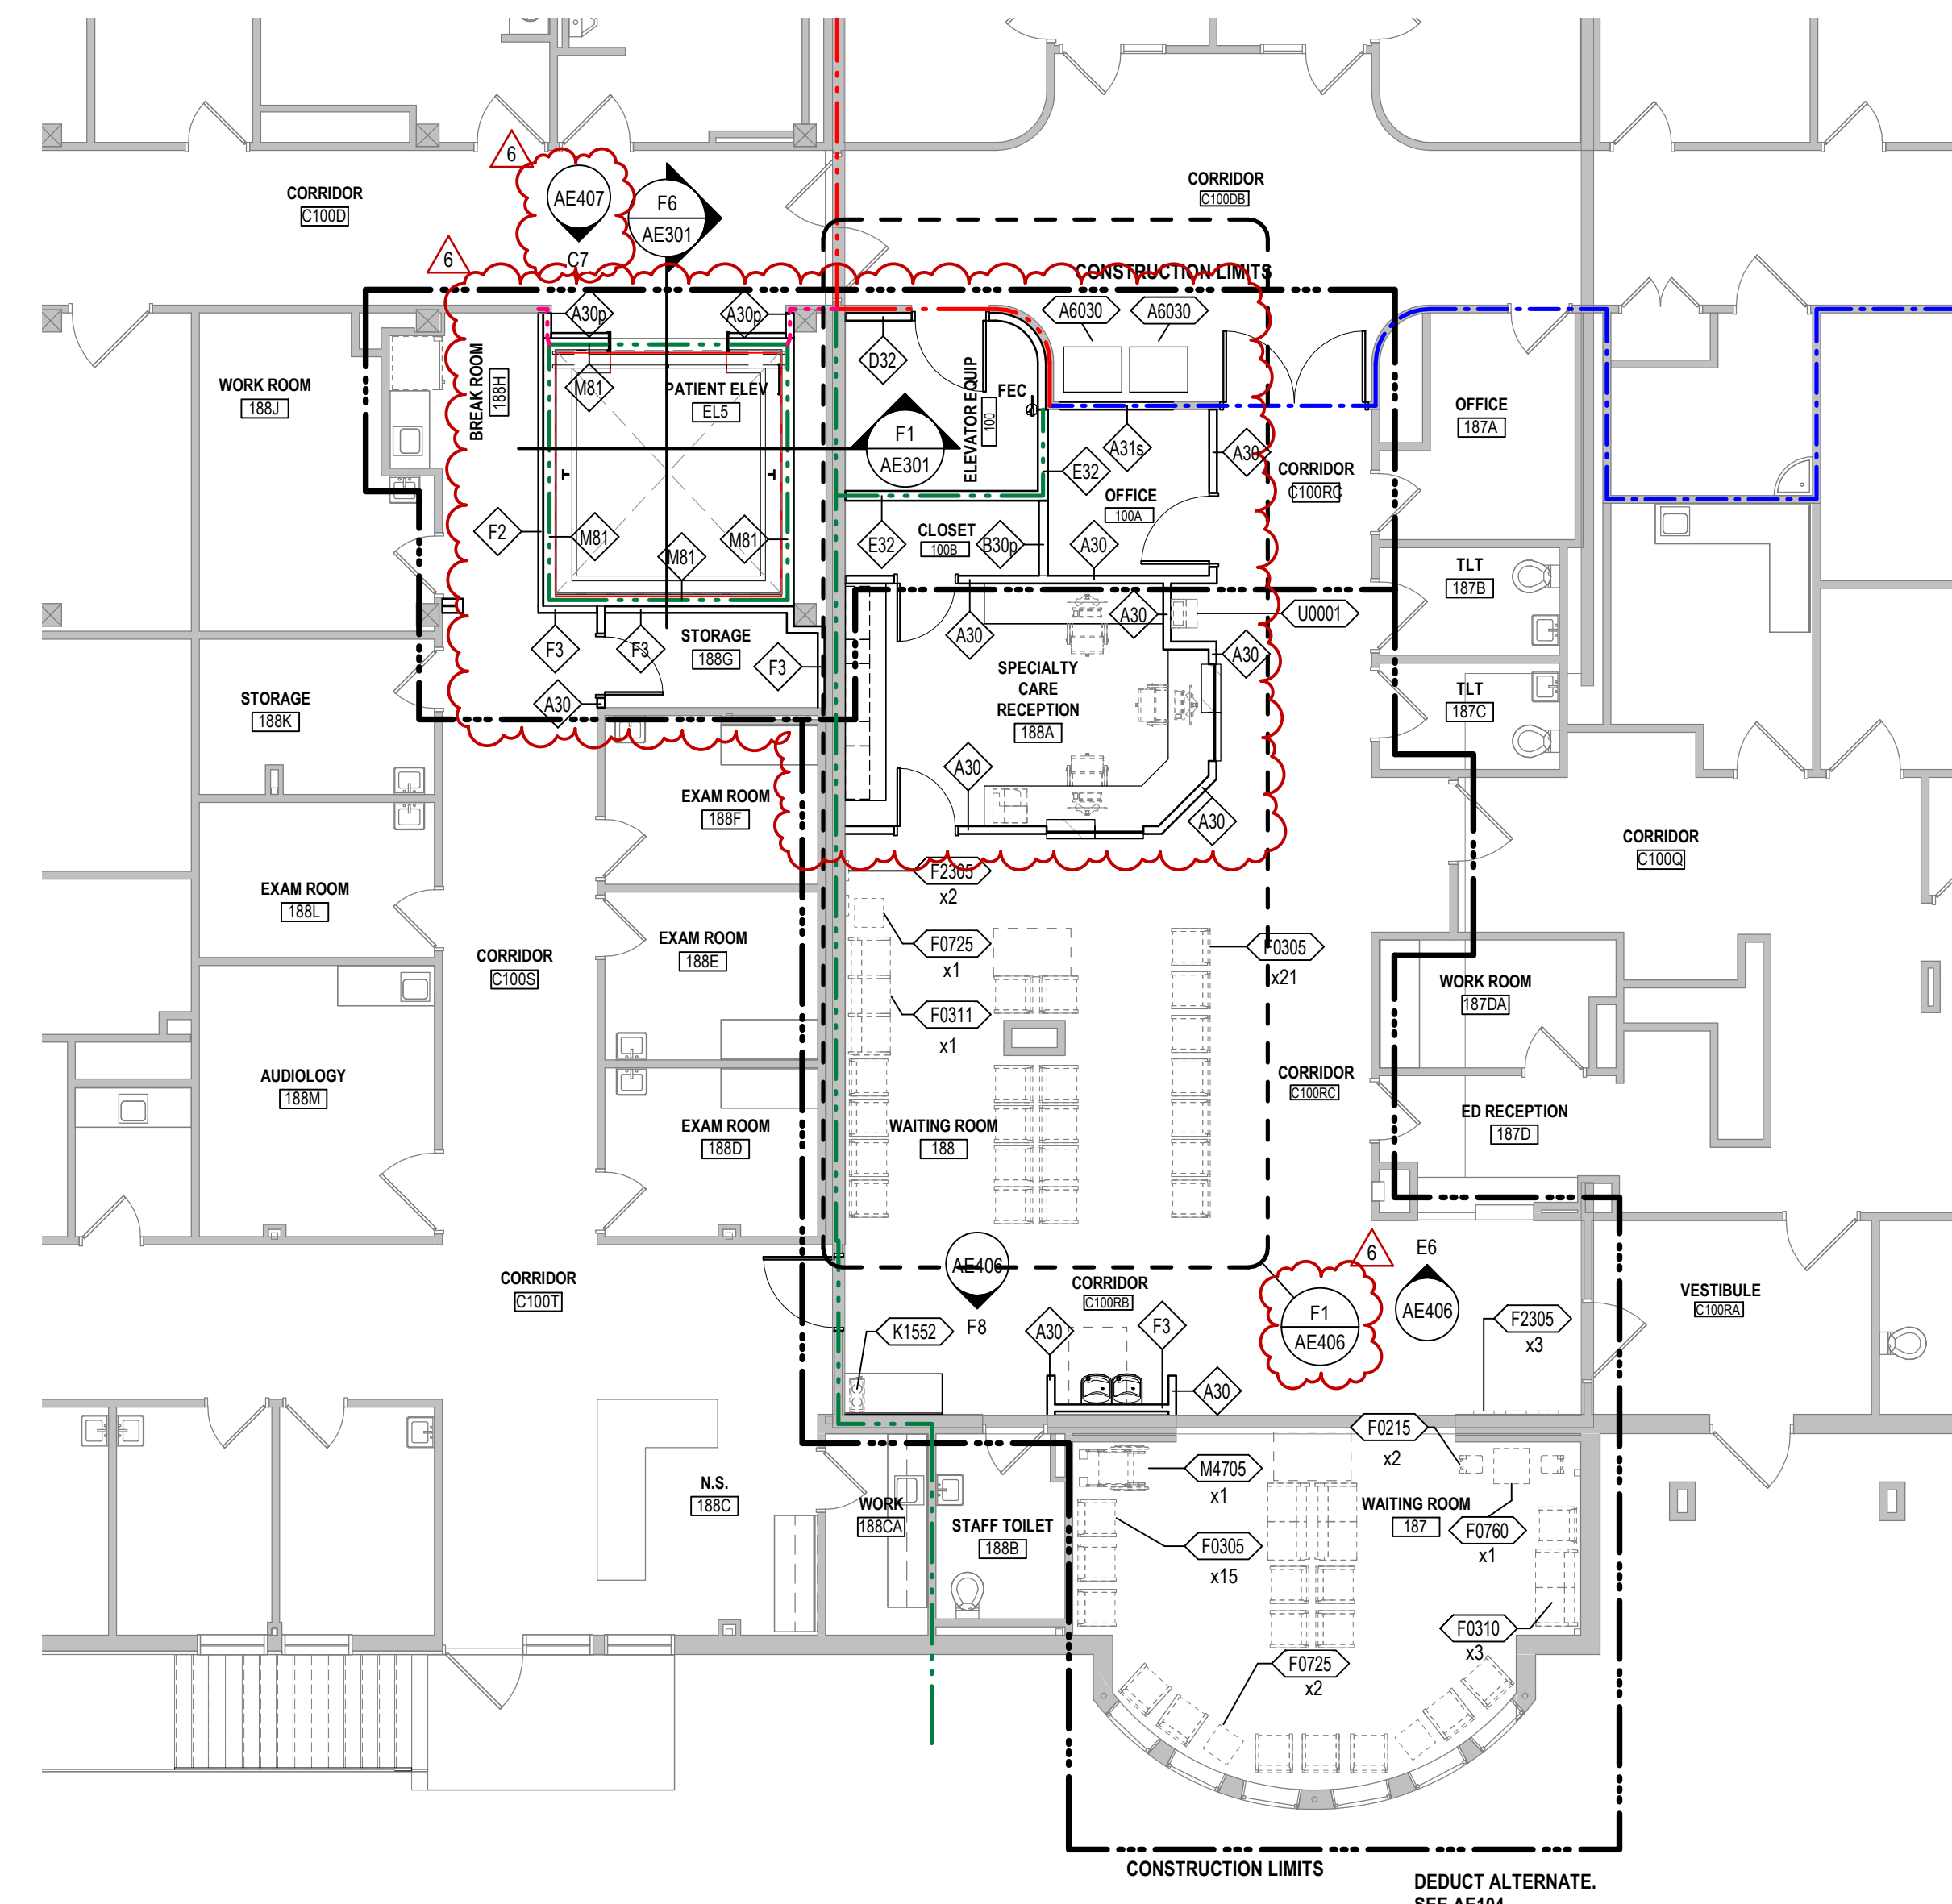 6
AE407
C7
F6
AE301
CORRIDOR
C100D
CORRIDOR
C100DB
6
CONSTRUCTION LIMITS
A30p
A30p
A6030
A6030
D32
WORK ROOM
188J
BREAK ROOM
188H
M81
PATIENT ELEV
EL5
ELEVATOR EQUIP
100
FEC
F1
AE301
OFFICE
187A
A31s
A30
E32
CORRIDOR
C100RC
OFFICE
100A
F2
M81
M81
M81
E32
CLOSET
100B
B30p
A30
TLT
187B
A30
A30
U0001
F3
F3
STORAGE
188G
F3
A30
SPECIALTY
CARE
RECEPTION
188A
A30
STORAGE
188K
TLT
187C
A30
EXAM ROOM
188F
A30
CORRIDOR
C100Q
F2305
x2
EXAM ROOM
188L
F0725
x1
F0305
x21
EXAM ROOM
188E
CORRIDOR
C100S
WORK ROOM
187DA
F0311
x1
AUDIOLOGY
188M
CORRIDOR
C100RC
EXAM ROOM
188D
WAITING ROOM
188
ED RECEPTION
187D
CORRIDOR
C100T
AE406
F8
CORRIDOR
C100RB
6
F1
AE406
E6
AE406
VESTIBULE
C100RA
K1552
A30
F3
F2305
x3
A30
F0215
x2
M4705
x1
N.S.
188C
WORK
188CA
STAFF TOILET
188B
WAITING ROOM
187
F0760
x1
F0305
x15
F0310
x3
F0725
x2
CONSTRUCTION LIMITS
DEDUCT ALTERNATE.
SEE AE104